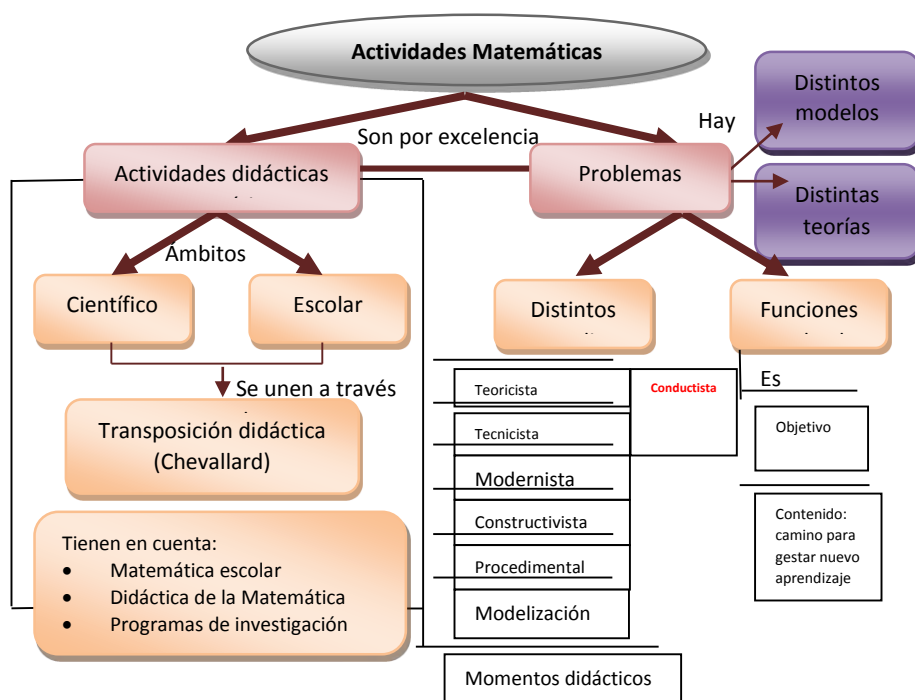 Actividades Matemáticas
Son por excelencia
Hay
Distintos
modelos
Actividades didácticas
Problemas
Distintas
teorías
Ámbitos
Científico
Escolar
Distintos
Funciones
Se unen a través
Transposición didáctica
(Chevallard)
Teoricista
Conductista
Es
Tecnicista
Objetivo
Modernista
Constructivista
Procedimental
Modelización
Contenido:
camino para
gestar nuevo
aprendizaje
Tienen en cuenta:
• Matemática escolar
• Didáctica de la Matemática
• Programas de investigación
Momentos didácticos